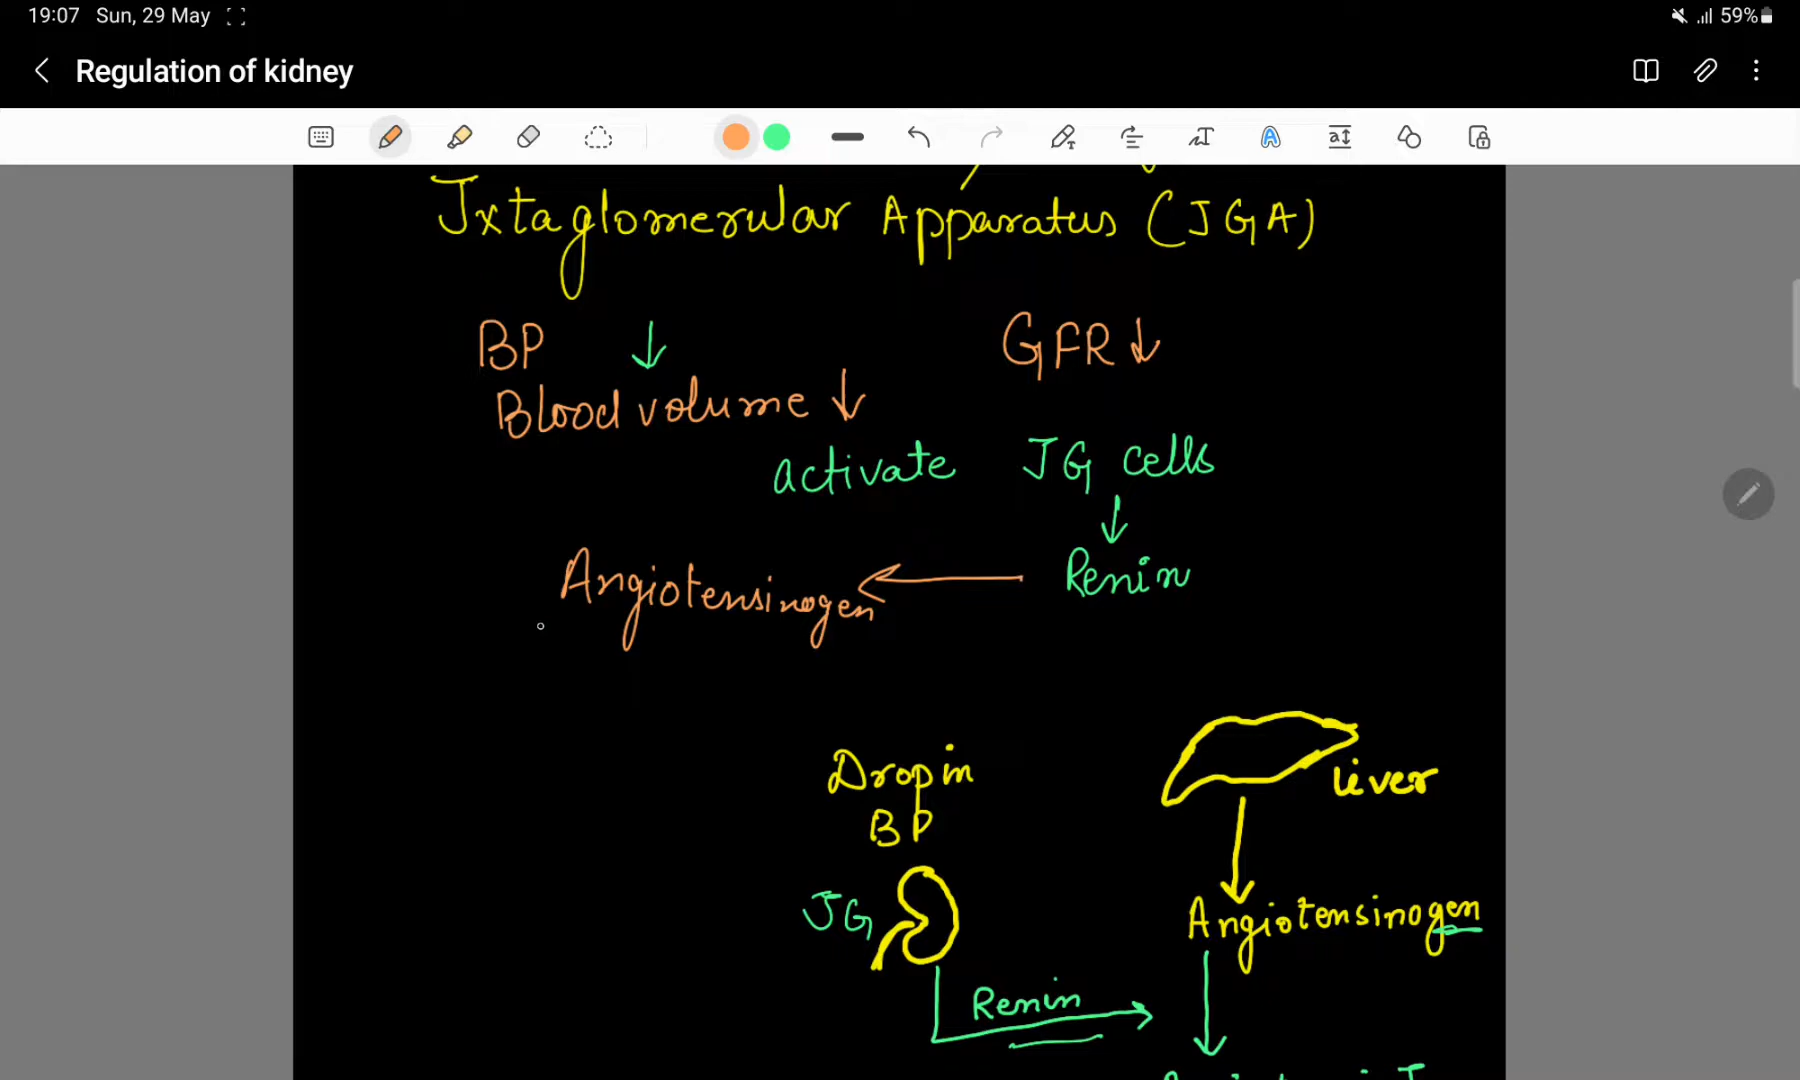 19:07 Sun, 29 May
59%
Regulation of kidney
Jxtaglomerular Apparatus (JGA)
BP ↓ GFR ↓
Blood volume ↓
activate JG cells
↓
Angiotensinogen ← Renin
Drop in
BP
liver
JG
Angiotensinogen
Renin